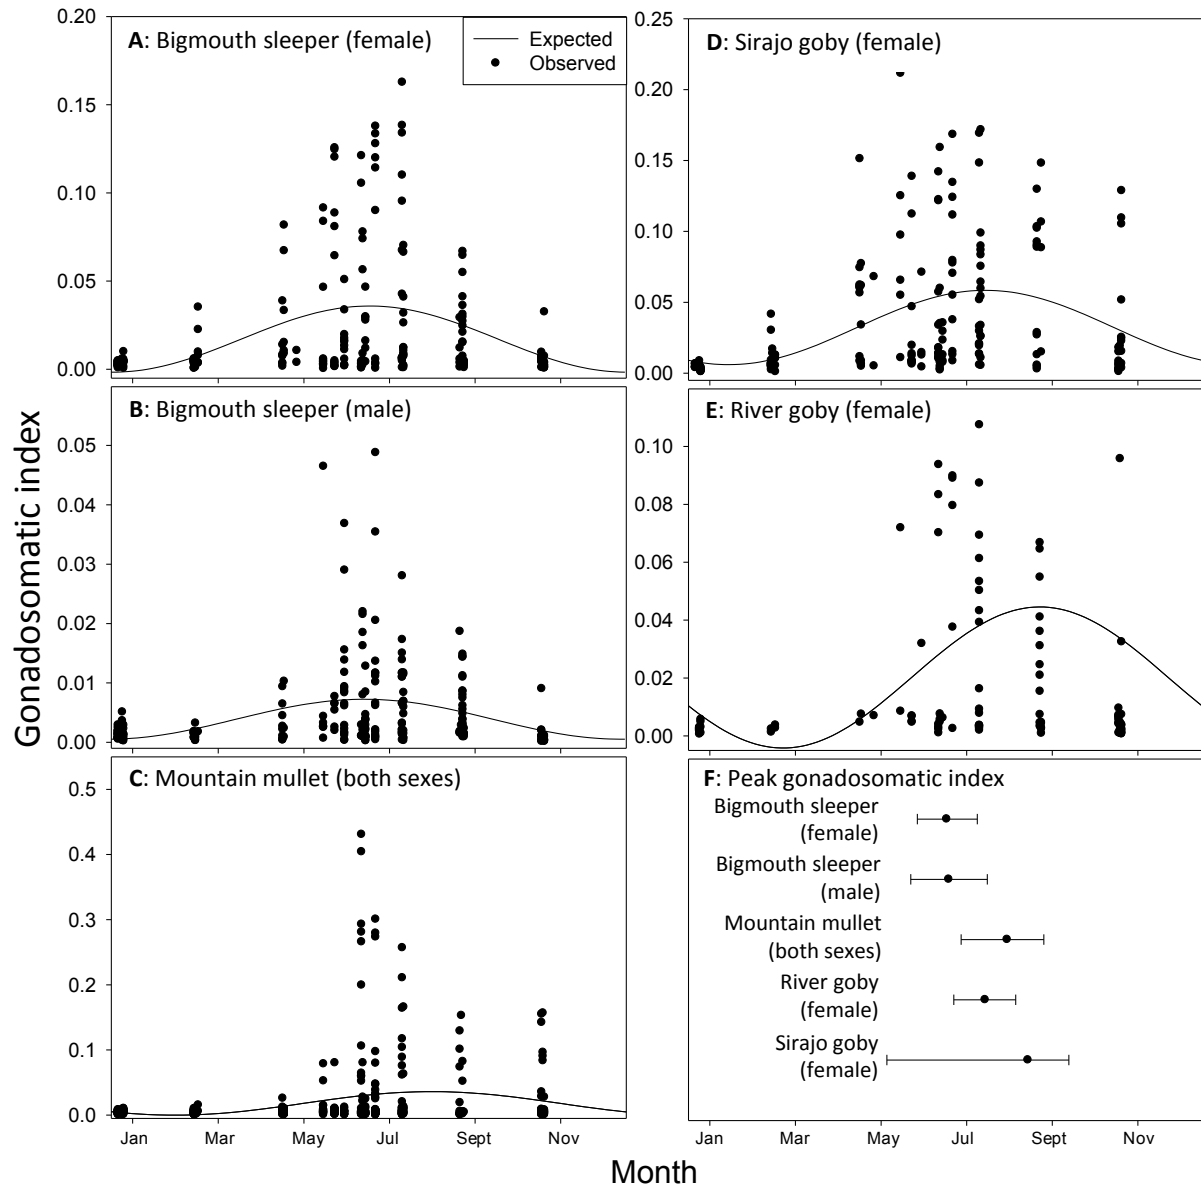 Gonadosomatic index
0.20
0.15
0.10
0.05
0.00
A: Bigmouth sleeper (female)
Expected
Observed
0.05
0.04
0.03
0.02
0.01
0.00
B: Bigmouth sleeper (male)
0.5
0.4
0.3
0.2
0.1
0.0
C: Mountain mullet (both sexes)
Jan Mar May Jul Sept Nov
0.25
0.20
0.15
0.10
0.05
0.00
D: Sirajo goby (female)
0.10
0.08
0.06
0.04
0.02
0.00
E: River goby (female)
F: Peak gonadosomatic index
Bigmouth sleeper
(female)
Bigmouth sleeper
(male)
Mountain mullet
(both sexes)
River goby
(female)
Sirajo goby
(female)
Jan Mar May Jul Sept Nov
Month